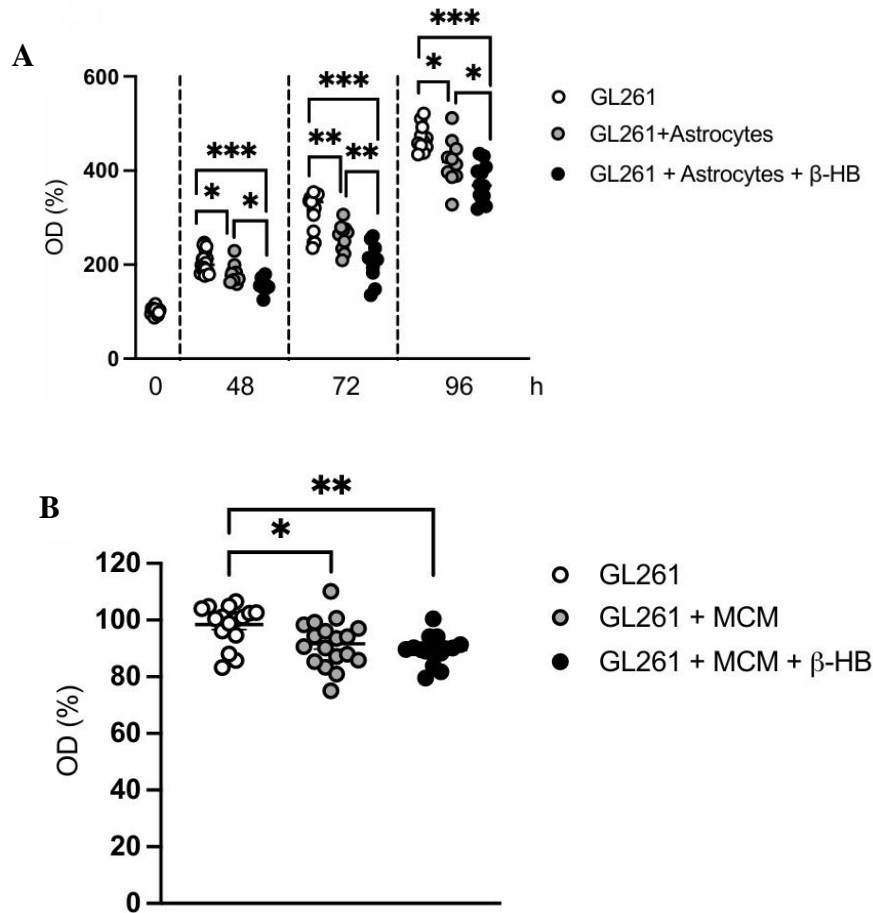 A
***
* *
600
***
** **
***
* *
GL261
GL261+Astrocytes
GL261 + Astrocytes + β-HB
400
OD (%)
200
0
0 48 72 96 h
B
**
*
120
100
80
60
40
20
0
OD (%)
GL261
GL261 + MCM
GL261 + MCM + β-HB